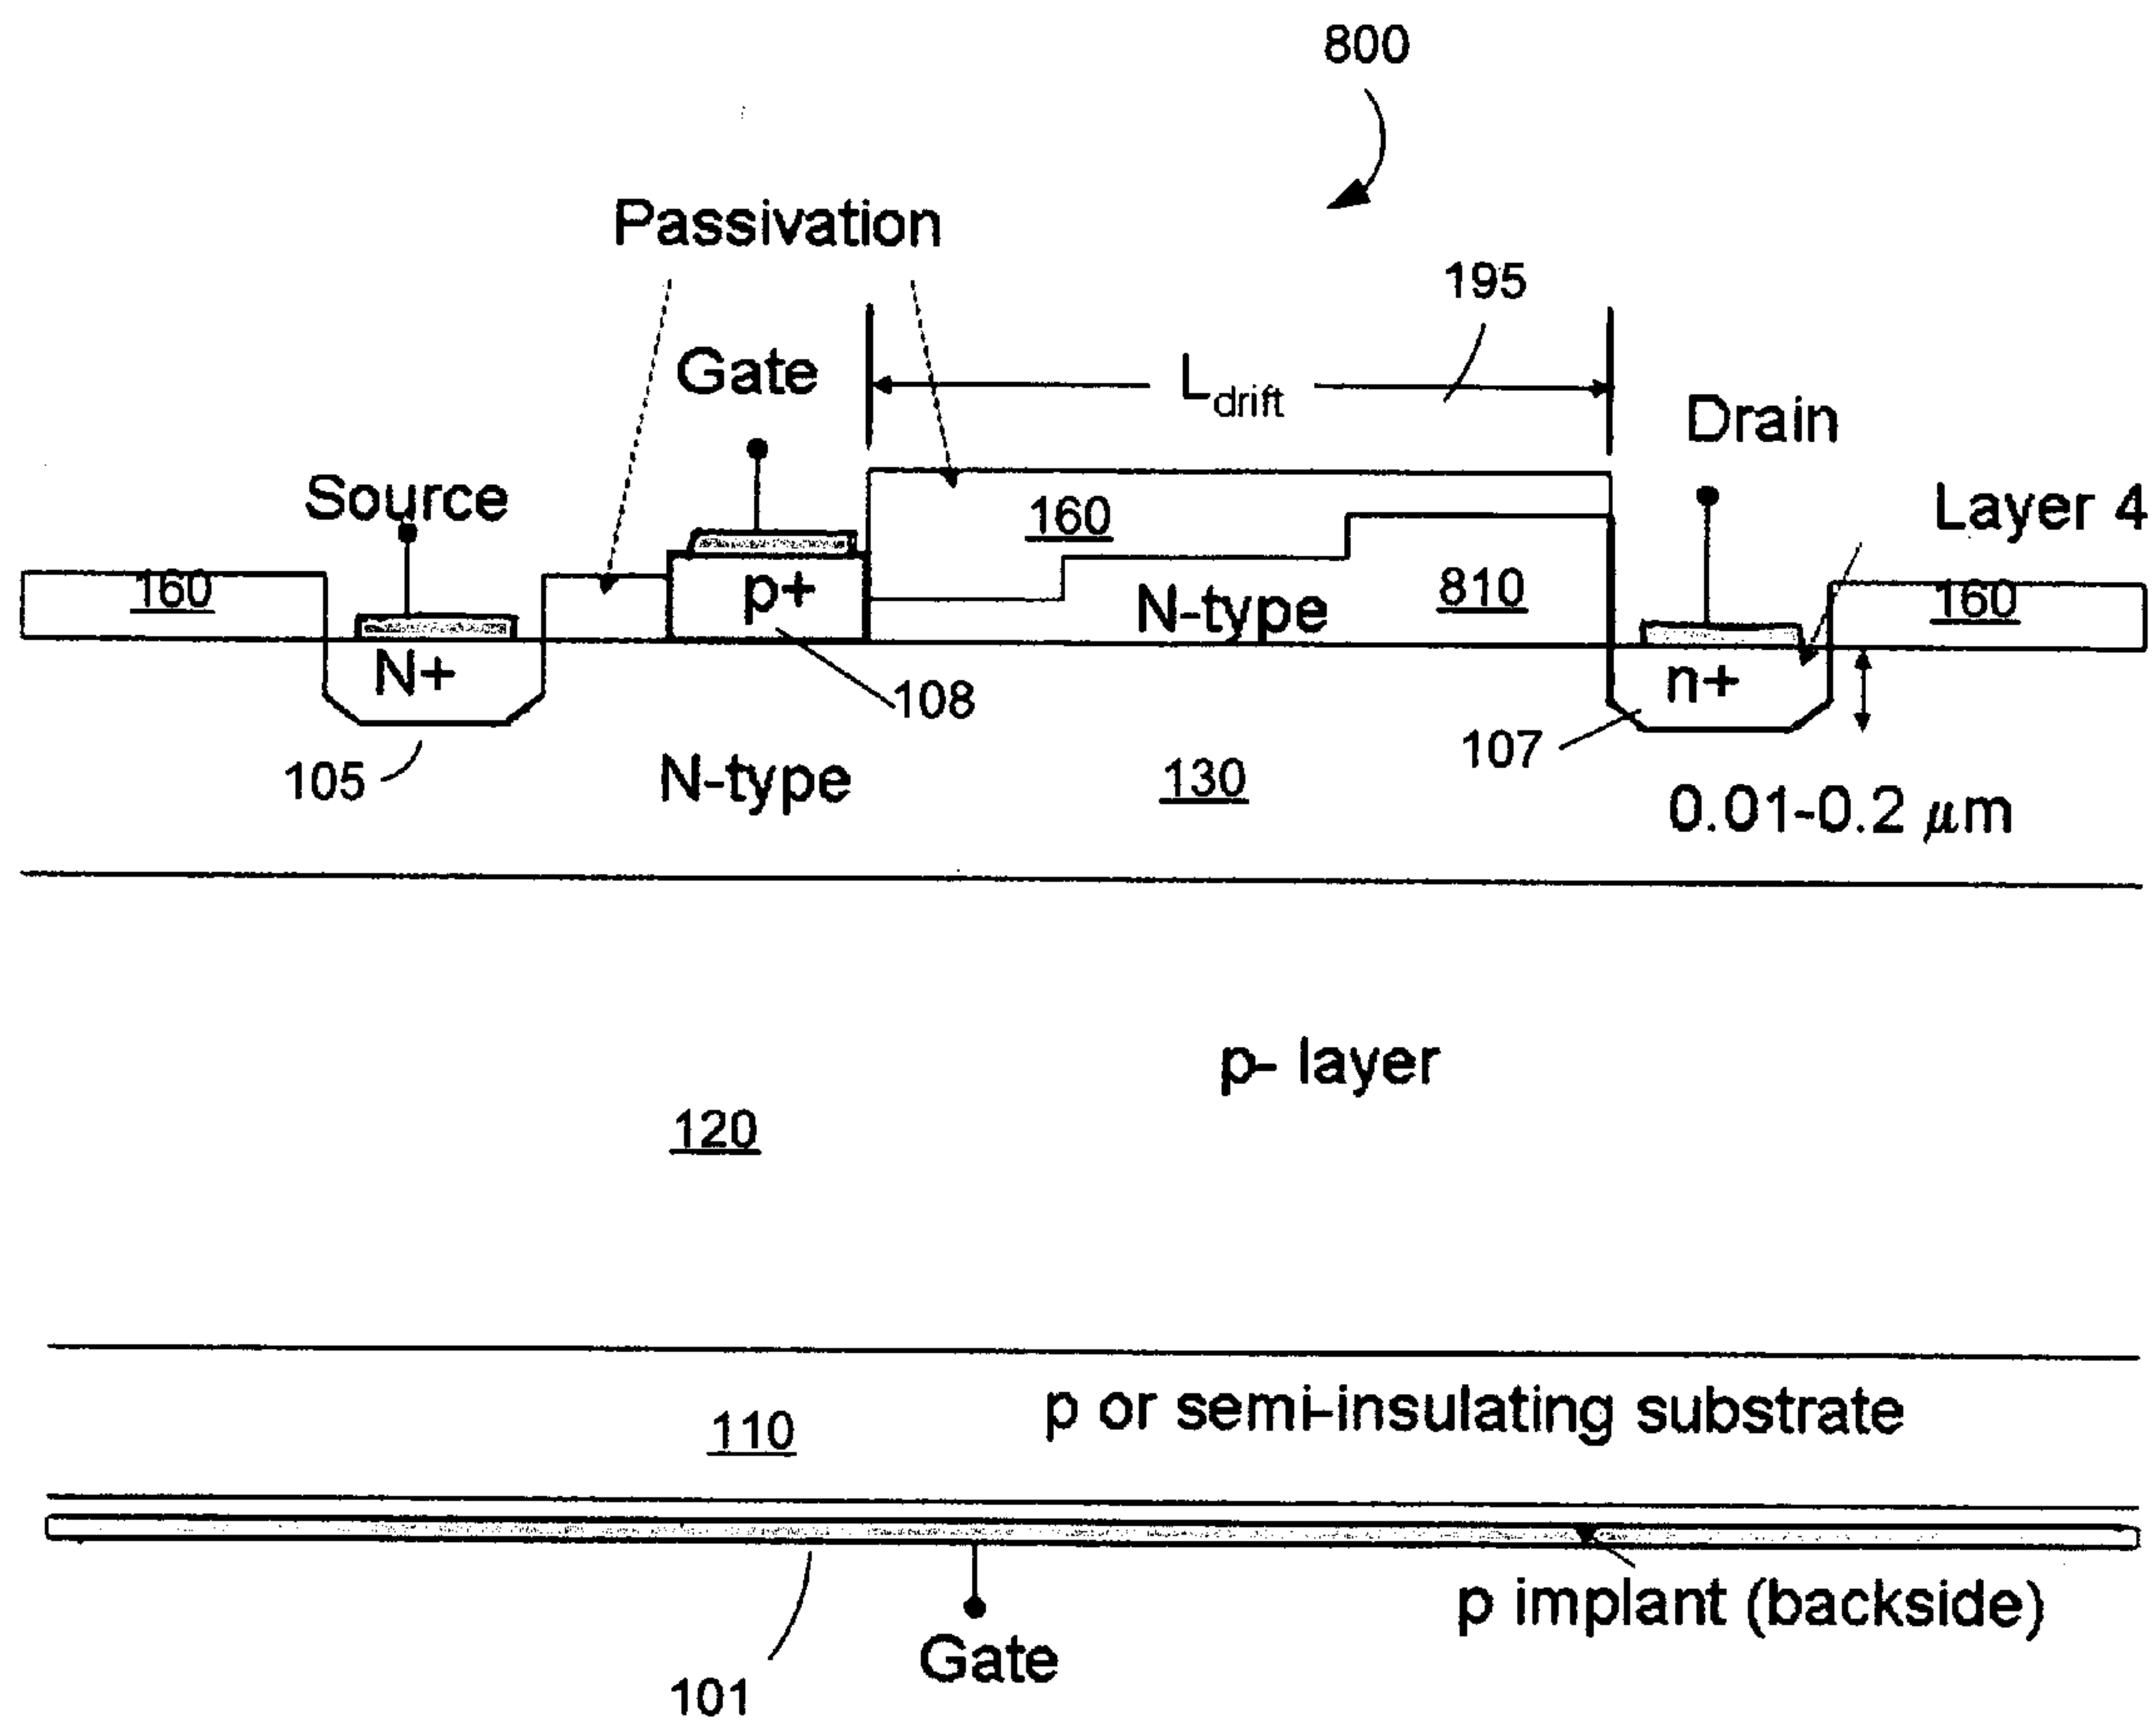 800
Passivation
195
Gate
Ldrift
Drain
Source
Layer 4
160
160
p+
N-type
810
160
N+
n+
108
107
105
N-type
130
0.01-0.2 μm
p- layer
120
p or semi-insulating substrate
110
p implant (backside)
Gate
101